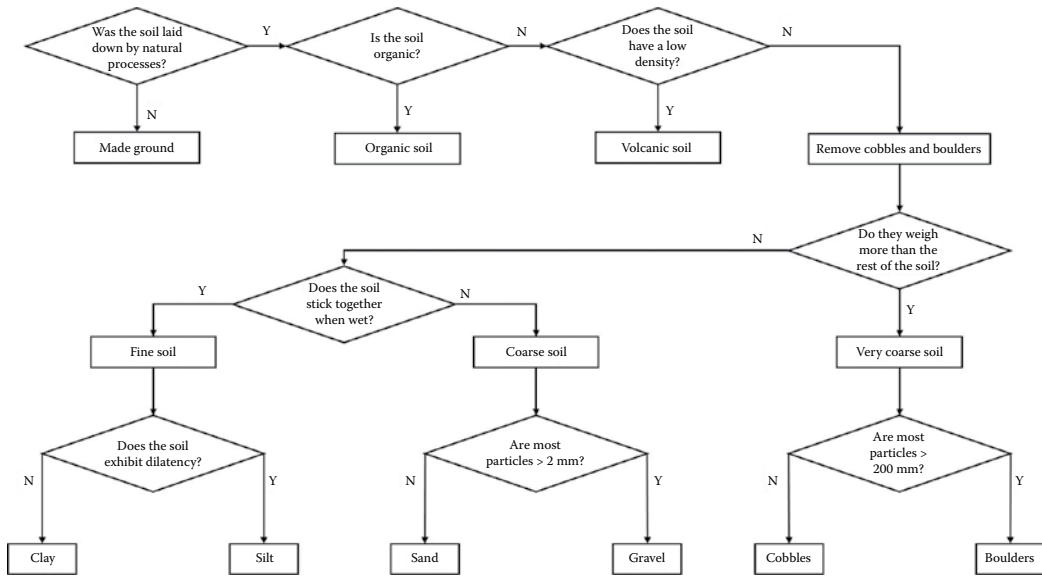 Was the soil laid
down by natural
processes?
Y
Is the soil
organic?
N
Does the soil
have a low
density?
N
N
Y
Y
Made ground
Organic soil
Volcanic soil
Remove cobbles and boulders
N
Do they weigh
more than the
rest of the soil?
Y
Does the soil
stick together
when wet?
N
Y
Fine soil
Coarse soil
Very coarse soil
Does the soil
exhibit dilatency?
Are most
particles > 2 mm?
Are most
particles >
200 mm?
N
Y
N
Y
N
Y
Clay
Silt
Sand
Gravel
Cobbles
Boulders